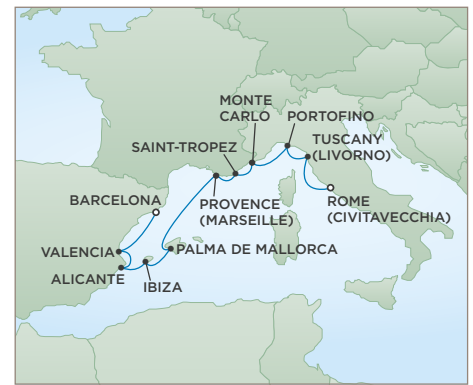 MONTE
CARLO
PORTOFINO
TUSCANY
(LIVORNO)
SAINT-TROPEZ
BARCELONA
PROVENCE
(MARSEILLE)
ROME
(CIVITAVECCHIA)
VALENCIA
PALMA DE MALLORCA
ALICANTE
IBIZA